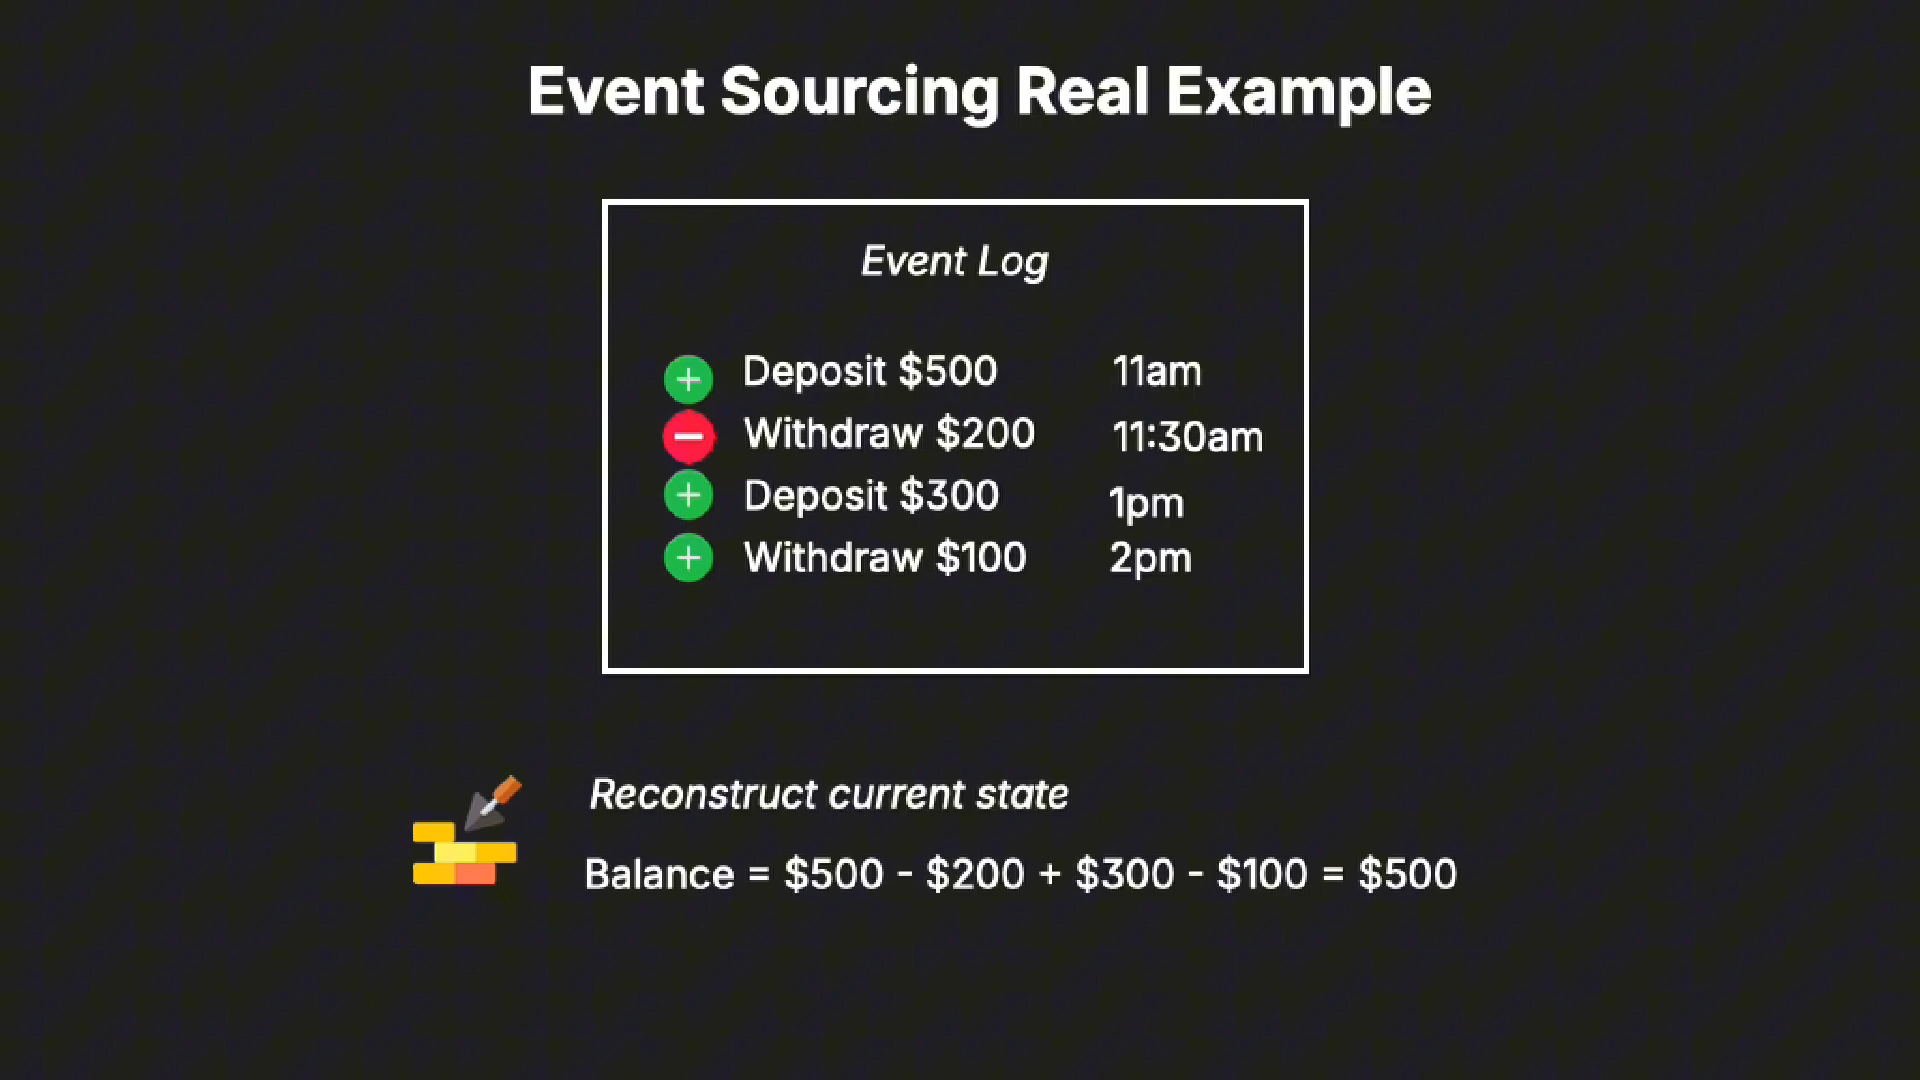 Event Sourcing Real Example
Event Log
Deposit $500 11am
Withdraw $200 11:30am
Deposit $300 1pm
Withdraw $100 2pm
Reconstruct current state
Balance = $500 - $200 + $300 - $100 = $500